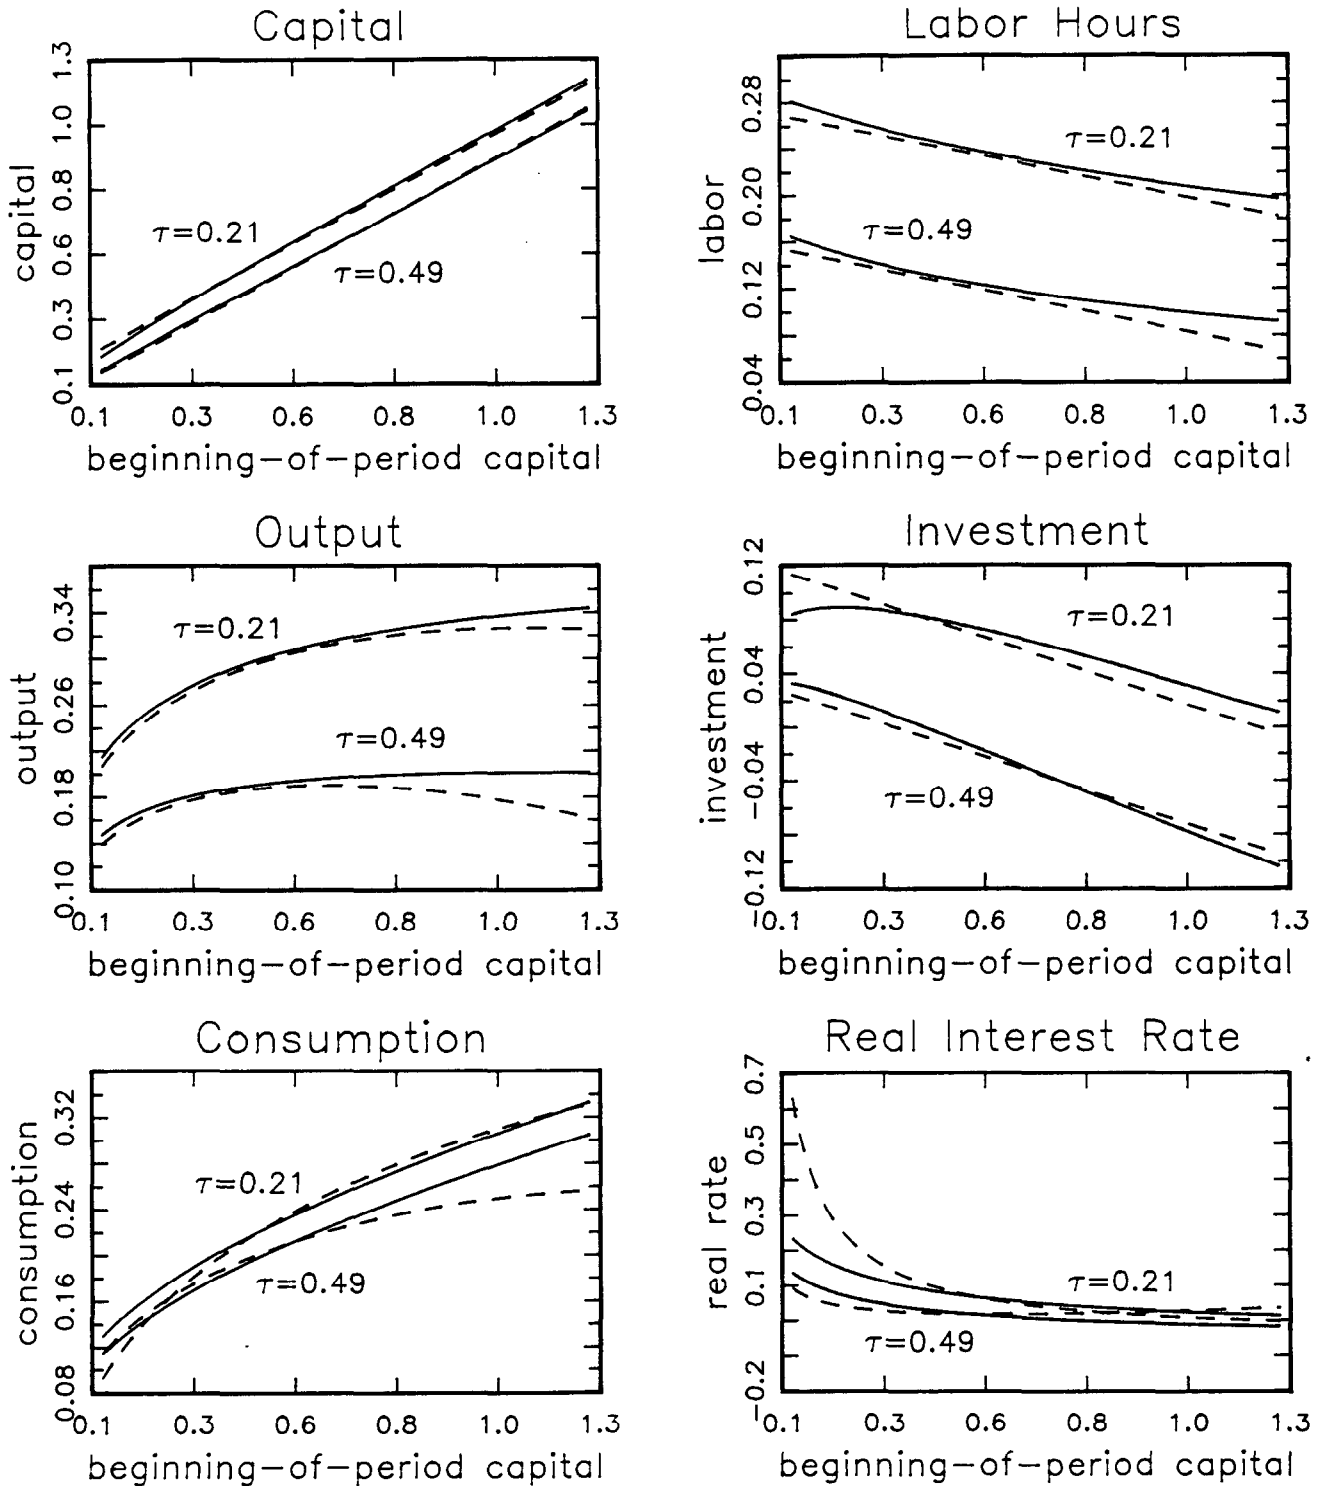 Capital
capital
1.3
1.0
0.8
0.6
0.3
0.1
τ=0.21
τ=0.49
0.1 0.3 0.6 0.8 1.0 1.3
beginning-of-period capital
Labor Hours
labor
0.28
0.20
0.12
0.04
τ=0.21
τ=0.49
0.1 0.3 0.6 0.8 1.0 1.3
beginning-of-period capital
Output
output
0.34
0.26
0.18
0.10
τ=0.21
τ=0.49
0.1 0.3 0.6 0.8 1.0 1.3
beginning-of-period capital
Investment
investment
0.12
0.04
-0.04
-0.12
τ=0.21
τ=0.49
0.1 0.3 0.6 0.8 1.0 1.3
beginning-of-period capital
Consumption
consumption
0.32
0.24
0.16
0.08
τ=0.21
τ=0.49
0.1 0.3 0.6 0.8 1.0 1.3
beginning-of-period capital
Real Interest Rate
real rate
0.7
0.5
0.3
0.1
-0.2
τ=0.21
τ=0.49
0.1 0.3 0.6 0.8 1.0 1.3
beginning-of-period capital